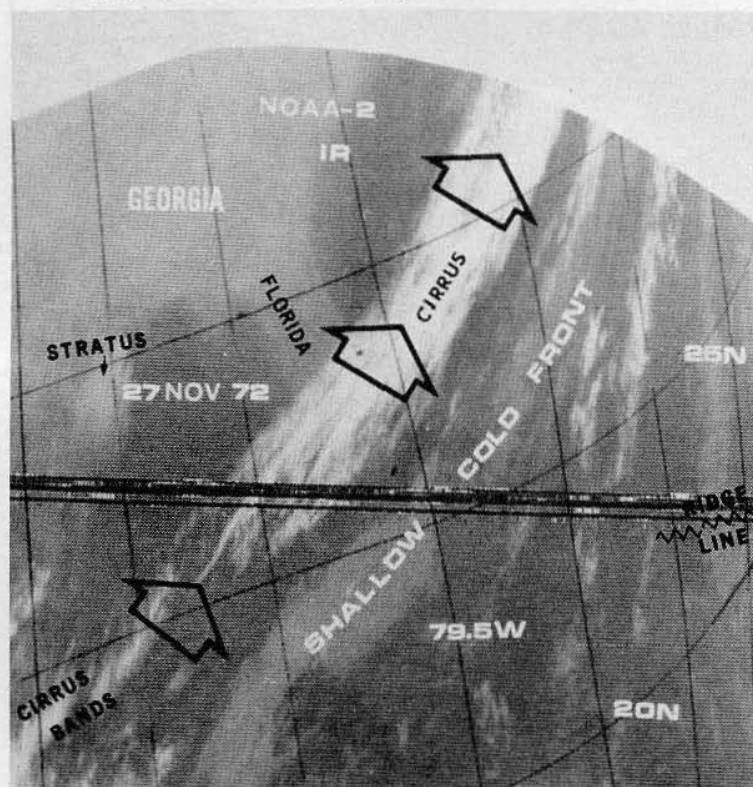 NOAA-2
IR
GEORGIA
FLORIDA
CIRRUS
STRATUS
27 NOV 72
25N
SHALLOW COLD FRONT
RIDGE
LINE
79.5W
CIRRUS
BANDS
20N